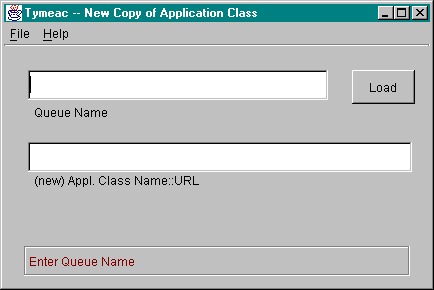 Tymeac -- New Copy of Application Class
File Help
Load
Queue Name
(new) Appl. Class Name::URL
Enter Queue Name